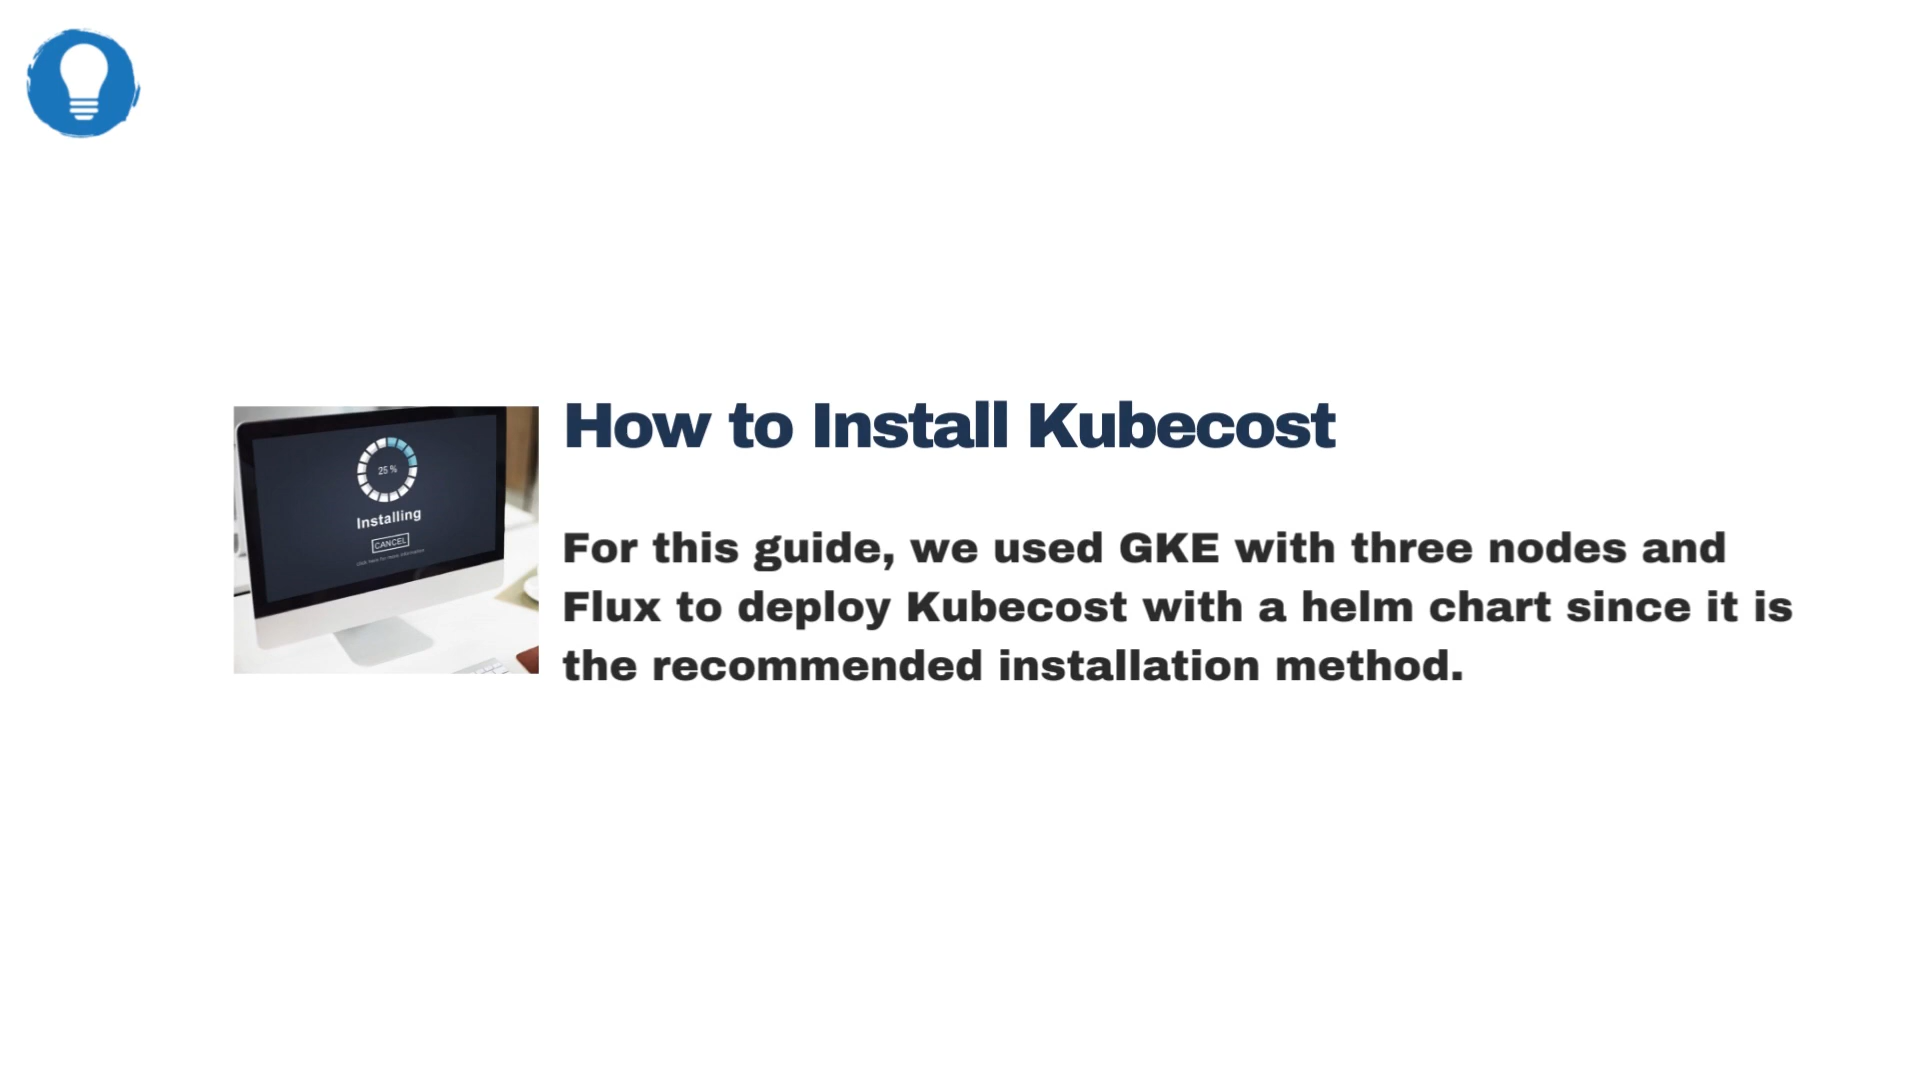 How to Install Kubecost
25 %
Installing
CANCEL
For this guide, we used GKE with three nodes and
Flux to deploy Kubecost with a helm chart since it is
the recommended installation method.